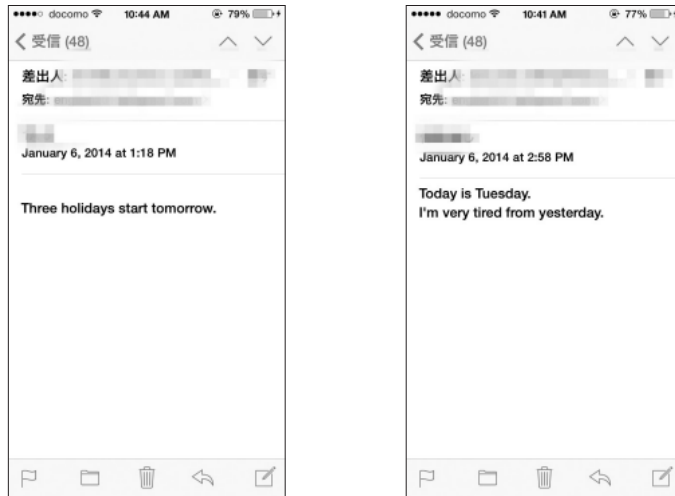 docomo 10:44 AM 79%
受信 (48)
差出人:
宛先:
January 6, 2014 at 1:18 PM
Three holidays start tomorrow.
docomo 10:41 AM 77%
受信 (48)
差出人:
宛先:
January 6, 2014 at 2:58 PM
Today is Tuesday.
I'm very tired from yesterday.